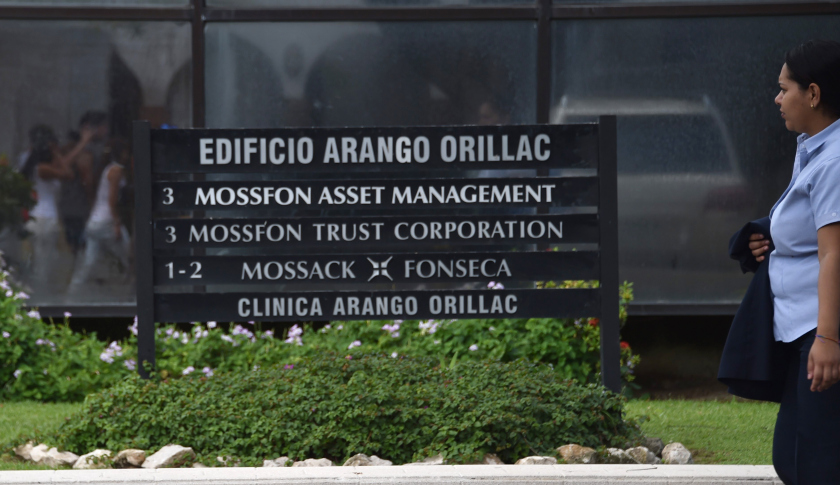 EDIFICIO ARANGO ORILLAC
3 MOSSFON ASSET MANAGEMENT
3 MOSSFON TRUST CORPORATION
1-2 MOSSACK FONSECA
CLINICA ARANGO ORILLAC